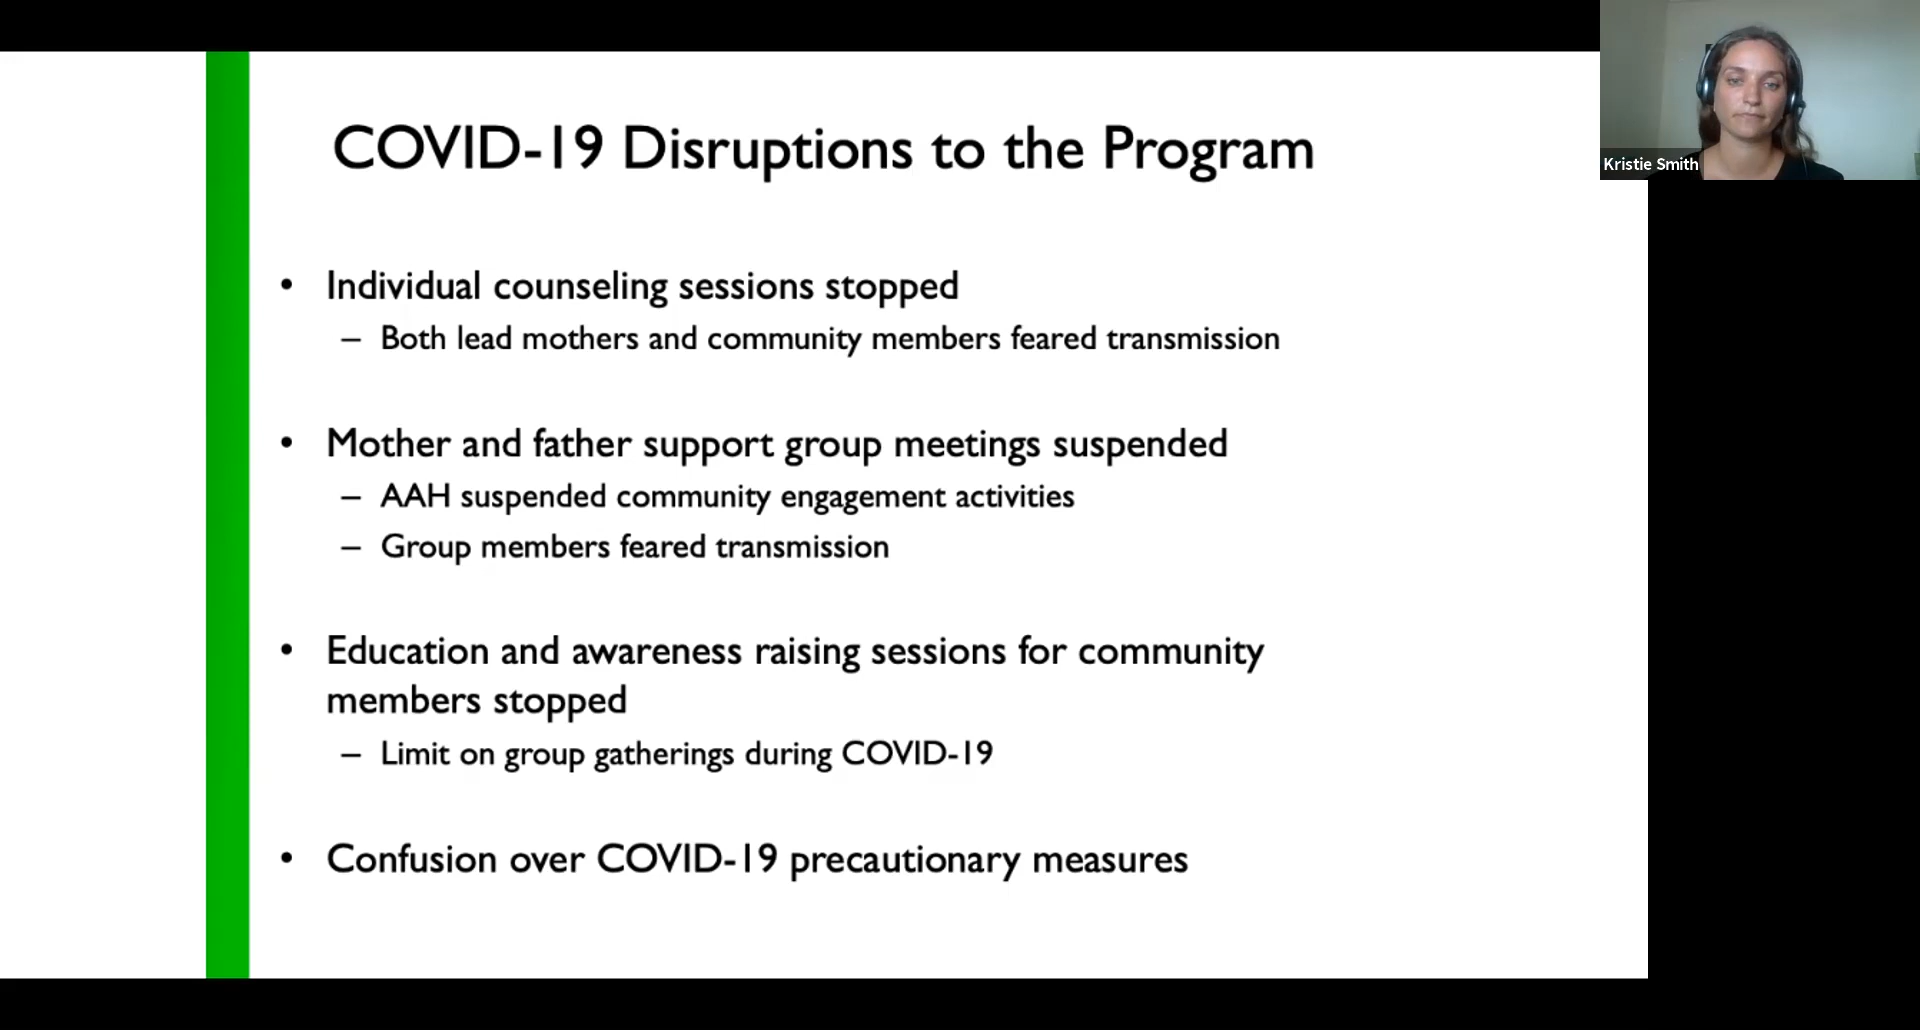 COVID-19 Disruptions to the Program
Kristie Smith
• Individual counseling sessions stopped
– Both lead mothers and community members feared transmission
• Mother and father support group meetings suspended
– AAH suspended community engagement activities
– Group members feared transmission
• Education and awareness raising sessions for community
members stopped
– Limit on group gatherings during COVID-19
• Confusion over COVID-19 precautionary measures